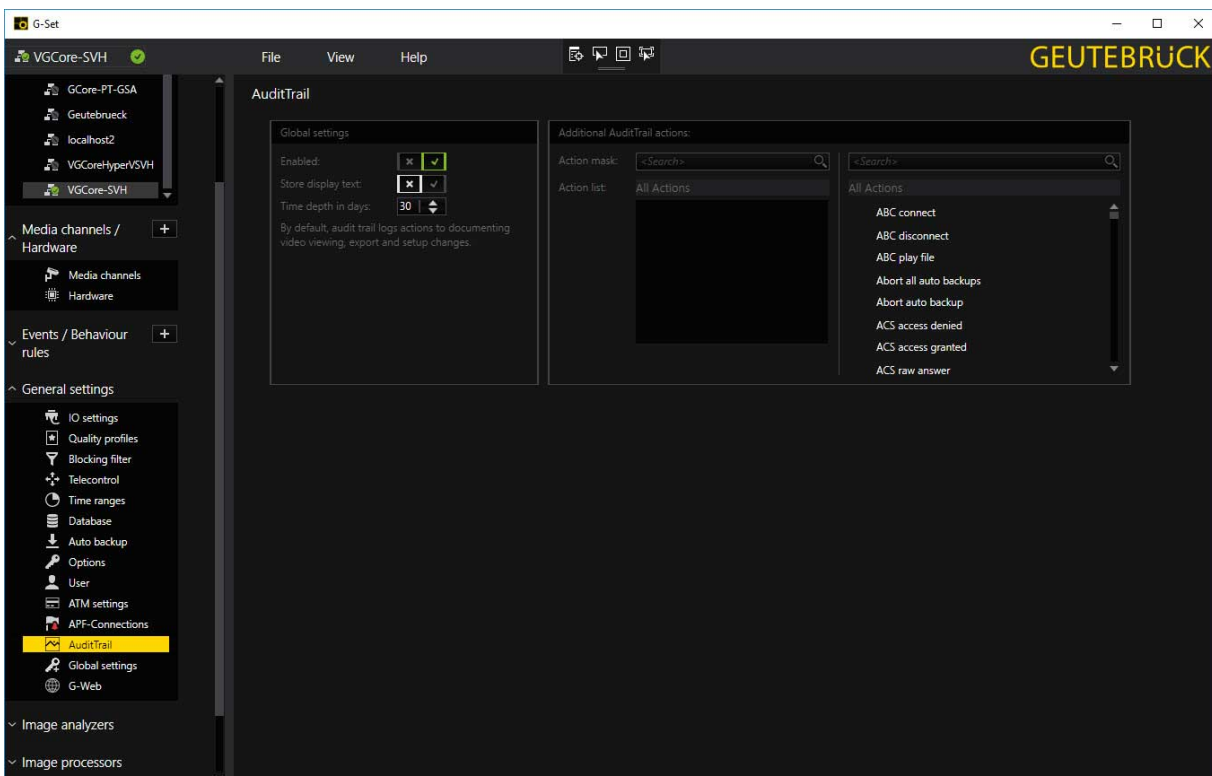 G-Set
VGCore-SVH
File View Help
GEUTEBRÜCK
GCore-PT-GSA
Geutebrueck
localhost2
VGCoreHyperVSVH
VGCore-SVH
Media channels /
Hardware
Media channels
Hardware
Events / Behaviour
rules
General settings
IO settings
Quality profiles
Blocking filter
Telecontrol
Time ranges
Database
Auto backup
Options
User
ATM settings
APF-Connections
AuditTrail
Global settings
G-Web
Image analyzers
Image processors
AuditTrail
Global settings
Enabled:
Store display text:
Time depth in days: 30
By default, audit trail logs actions to documenting
video viewing, export and setup changes.
Additional AuditTrail actions:
Action mask: <Search>
Action list: All Actions
<Search>
All Actions
ABC connect
ABC disconnect
ABC play file
Abort all auto backups
Abort auto backup
ACS access denied
ACS access granted
ACS raw answer